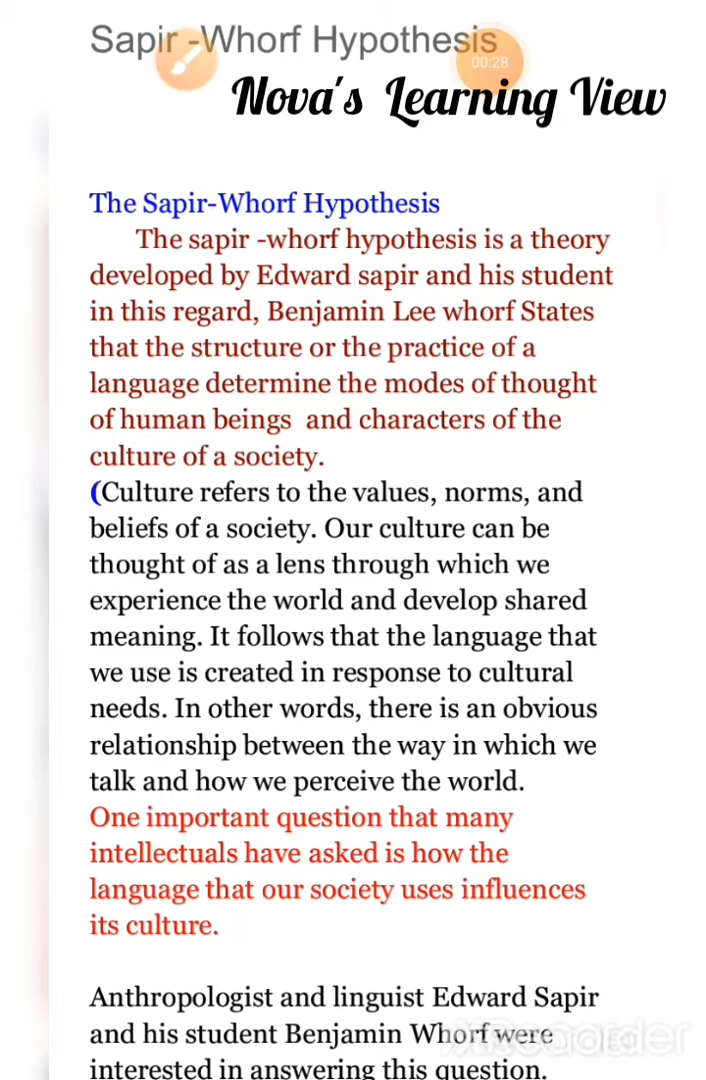 Sapir -Whorf Hypothesis
00:28
Nova's Learning View
The Sapir-Whorf Hypothesis
The sapir -whorf hypothesis is a theory
developed by Edward sapir and his student
in this regard, Benjamin Lee whorf States
that the structure or the practice of a
language determine the modes of thought
of human beings and characters of the
culture of a society.
(Culture refers to the values, norms, and
beliefs of a society. Our culture can be
thought of as a lens through which we
experience the world and develop shared
meaning. It follows that the language that
we use is created in response to cultural
needs. In other words, there is an obvious
relationship between the way in which we
talk and how we perceive the world.
One important question that many
intellectuals have asked is how the
language that our society uses influences
its culture.
Anthropologist and linguist Edward Sapir
and his student Benjamin Whorf were
interested in answering this question.